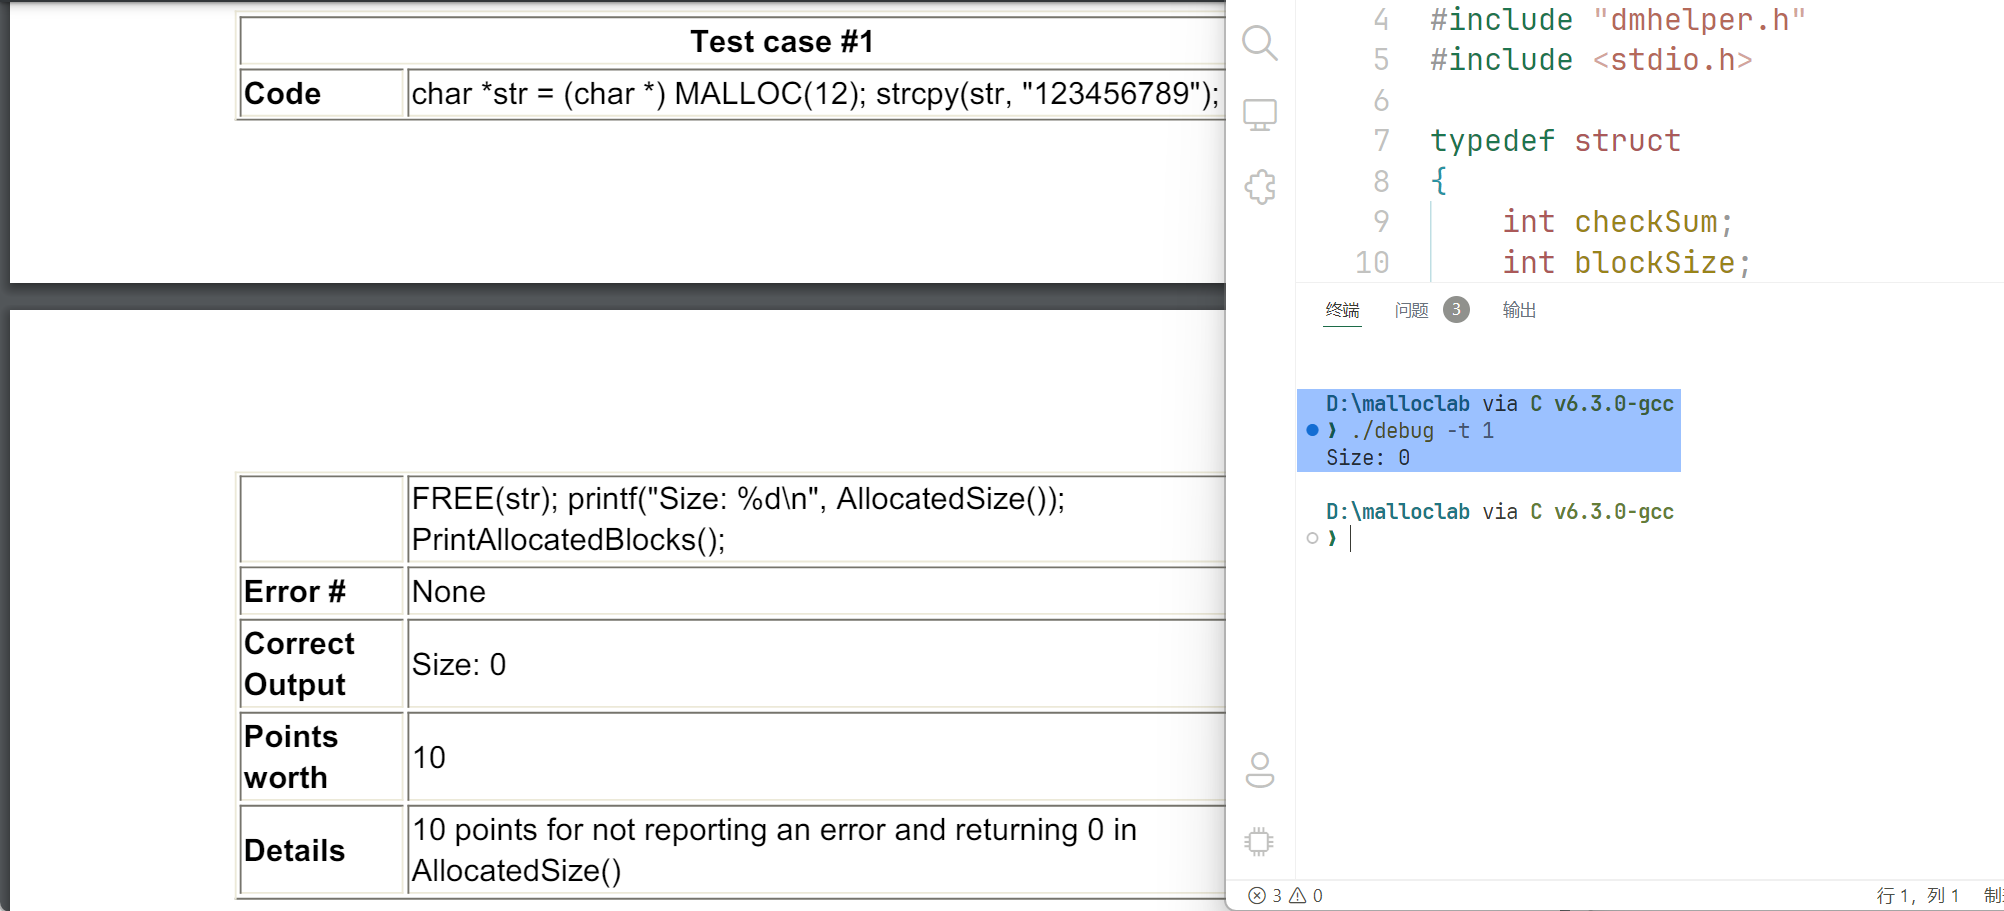 Test case #1
Code
char *str = (char *) MALLOC(12); strcpy(str, "123456789");
FREE(str); printf("Size: %d\n", AllocatedSize());
PrintAllocatedBlocks();
Error #
None
Correct
Output
Size: 0
Points
worth
10
Details
10 points for not reporting an error and returning 0 in
AllocatedSize()
4 #include "dmhelper.h"
5 #include <stdio.h>
6
7 typedef struct
8 {
9 int checkSum;
10 int blockSize;
终端 问题 3 输出
D:\malloclab via C v6.3.0-gcc
❯ ./debug -t 1
Size: 0
D:\malloclab via C v6.3.0-gcc
❯
3 0 行 1，列 1